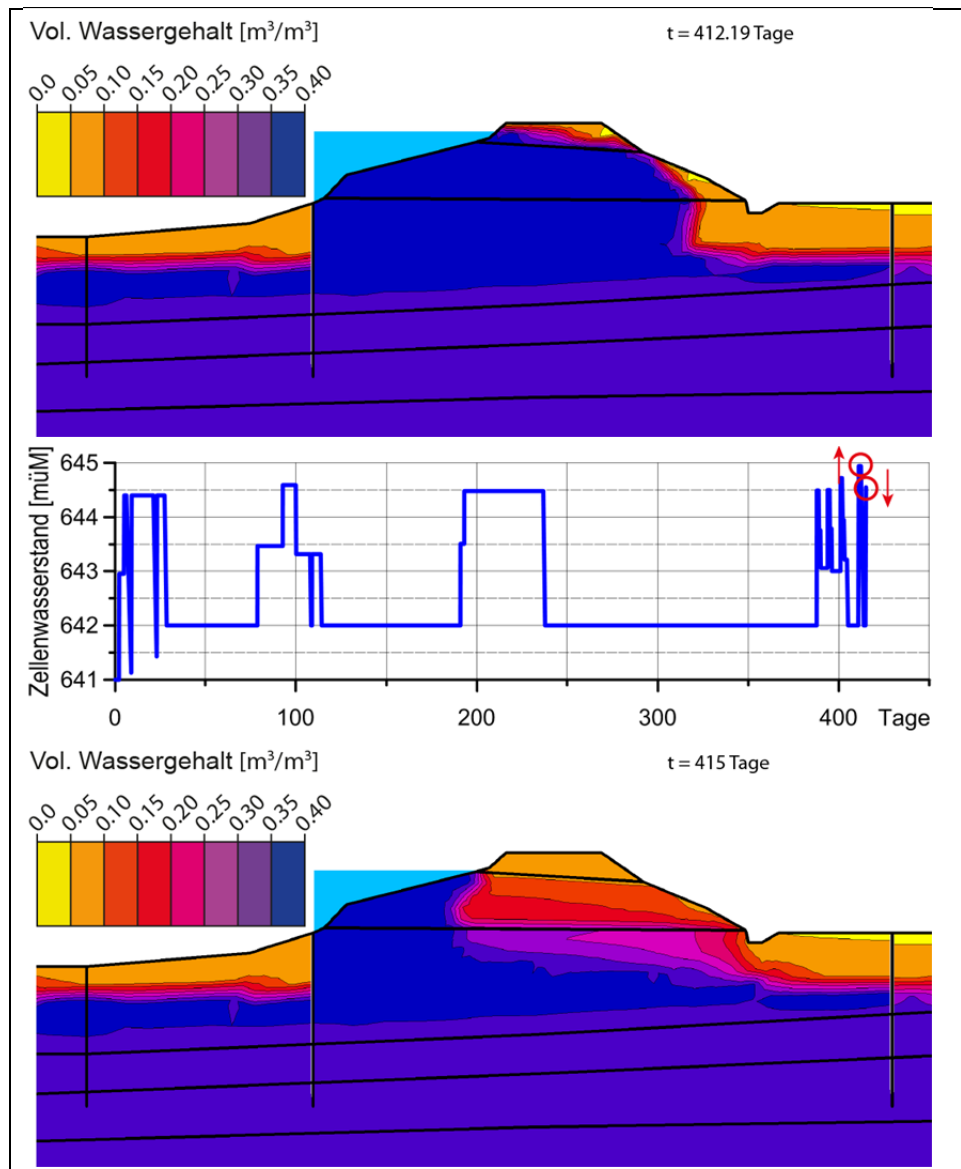 Vol. Wassergehalt [m³/m³]
t = 412.19 Tage
0.0 0.05 0.10 0.15 0.20 0.25 0.30 0.35 0.40
Zellenwasserstand [müM]
645
644
643
642
641
0 100 200 300 400 Tage
Vol. Wassergehalt [m³/m³]
t = 415 Tage
0.0 0.05 0.10 0.15 0.20 0.25 0.30 0.35 0.40